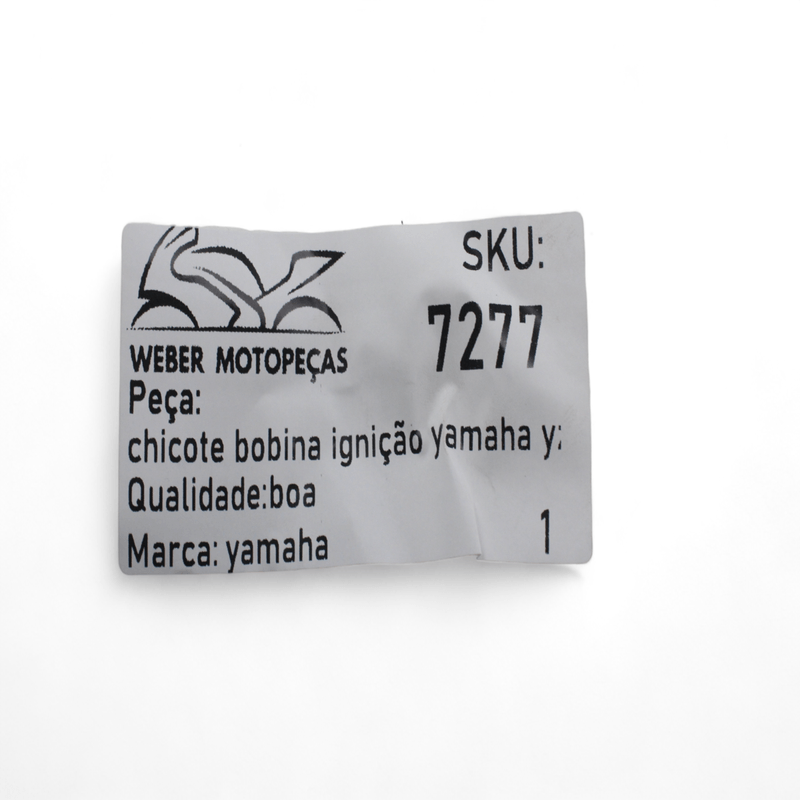 SKU:
7277
WEBER MOTOPEÇAS
Peça:
chicote bobina ignição yamaha
Qualidade:boa
Marca: yamaha
1